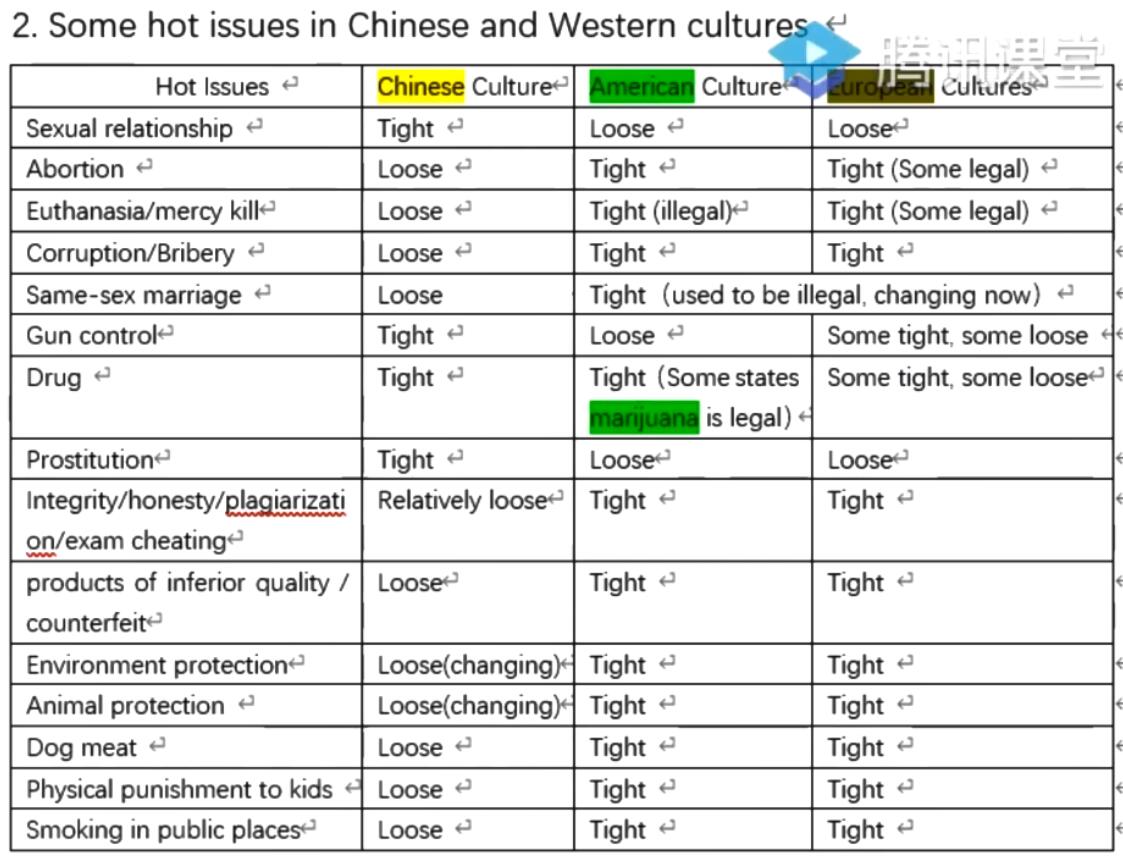 2. Some hot issues in Chinese and Western cultures
腾讯课堂
Hot Issues Chinese Culture American Culture European Cultures
Sexual relationship Tight Loose Loose
Abortion Loose Tight Tight (Some legal)
Euthanasia/mercy kill Loose Tight (illegal) Tight (Some legal)
Corruption/Bribery Loose Tight Tight
Same-sex marriage Loose Tight（used to be illegal, changing now）
Gun control Tight Loose Some tight, some loose
Drug Tight Tight（Some states Some tight, some loose
marijuana is legal）
Prostitution Tight Loose Loose
Integrity/honesty/plagiarizati Relatively loose Tight Tight
on/exam cheating
products of inferior quality / Loose Tight Tight
counterfeit
Environment protection Loose(changing) Tight Tight
Animal protection Loose(changing) Tight Tight
Dog meat Loose Tight Tight
Physical punishment to kids Loose Tight Tight
Smoking in public places Loose Tight Tight